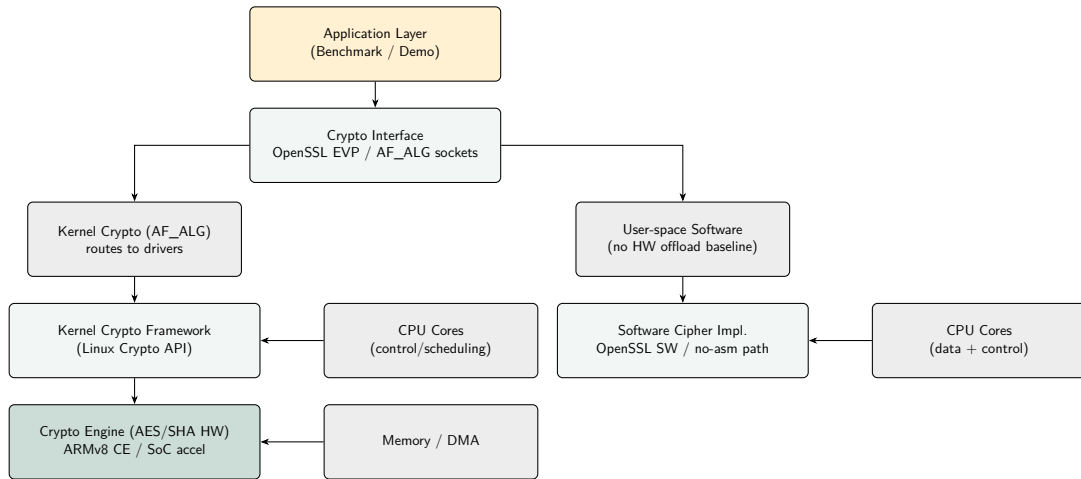 Application Layer
(Benchmark / Demo)
Crypto Interface
OpenSSL EVP / AF_ALG sockets
Kernel Crypto (AF_ALG)
routes to drivers
User-space Software
(no HW offload baseline)
Kernel Crypto Framework
(Linux Crypto API)
CPU Cores
(control/scheduling)
Software Cipher Impl.
OpenSSL SW / no-asm path
CPU Cores
(data + control)
Crypto Engine (AES/SHA HW)
ARMv8 CE / SoC accel
Memory / DMA